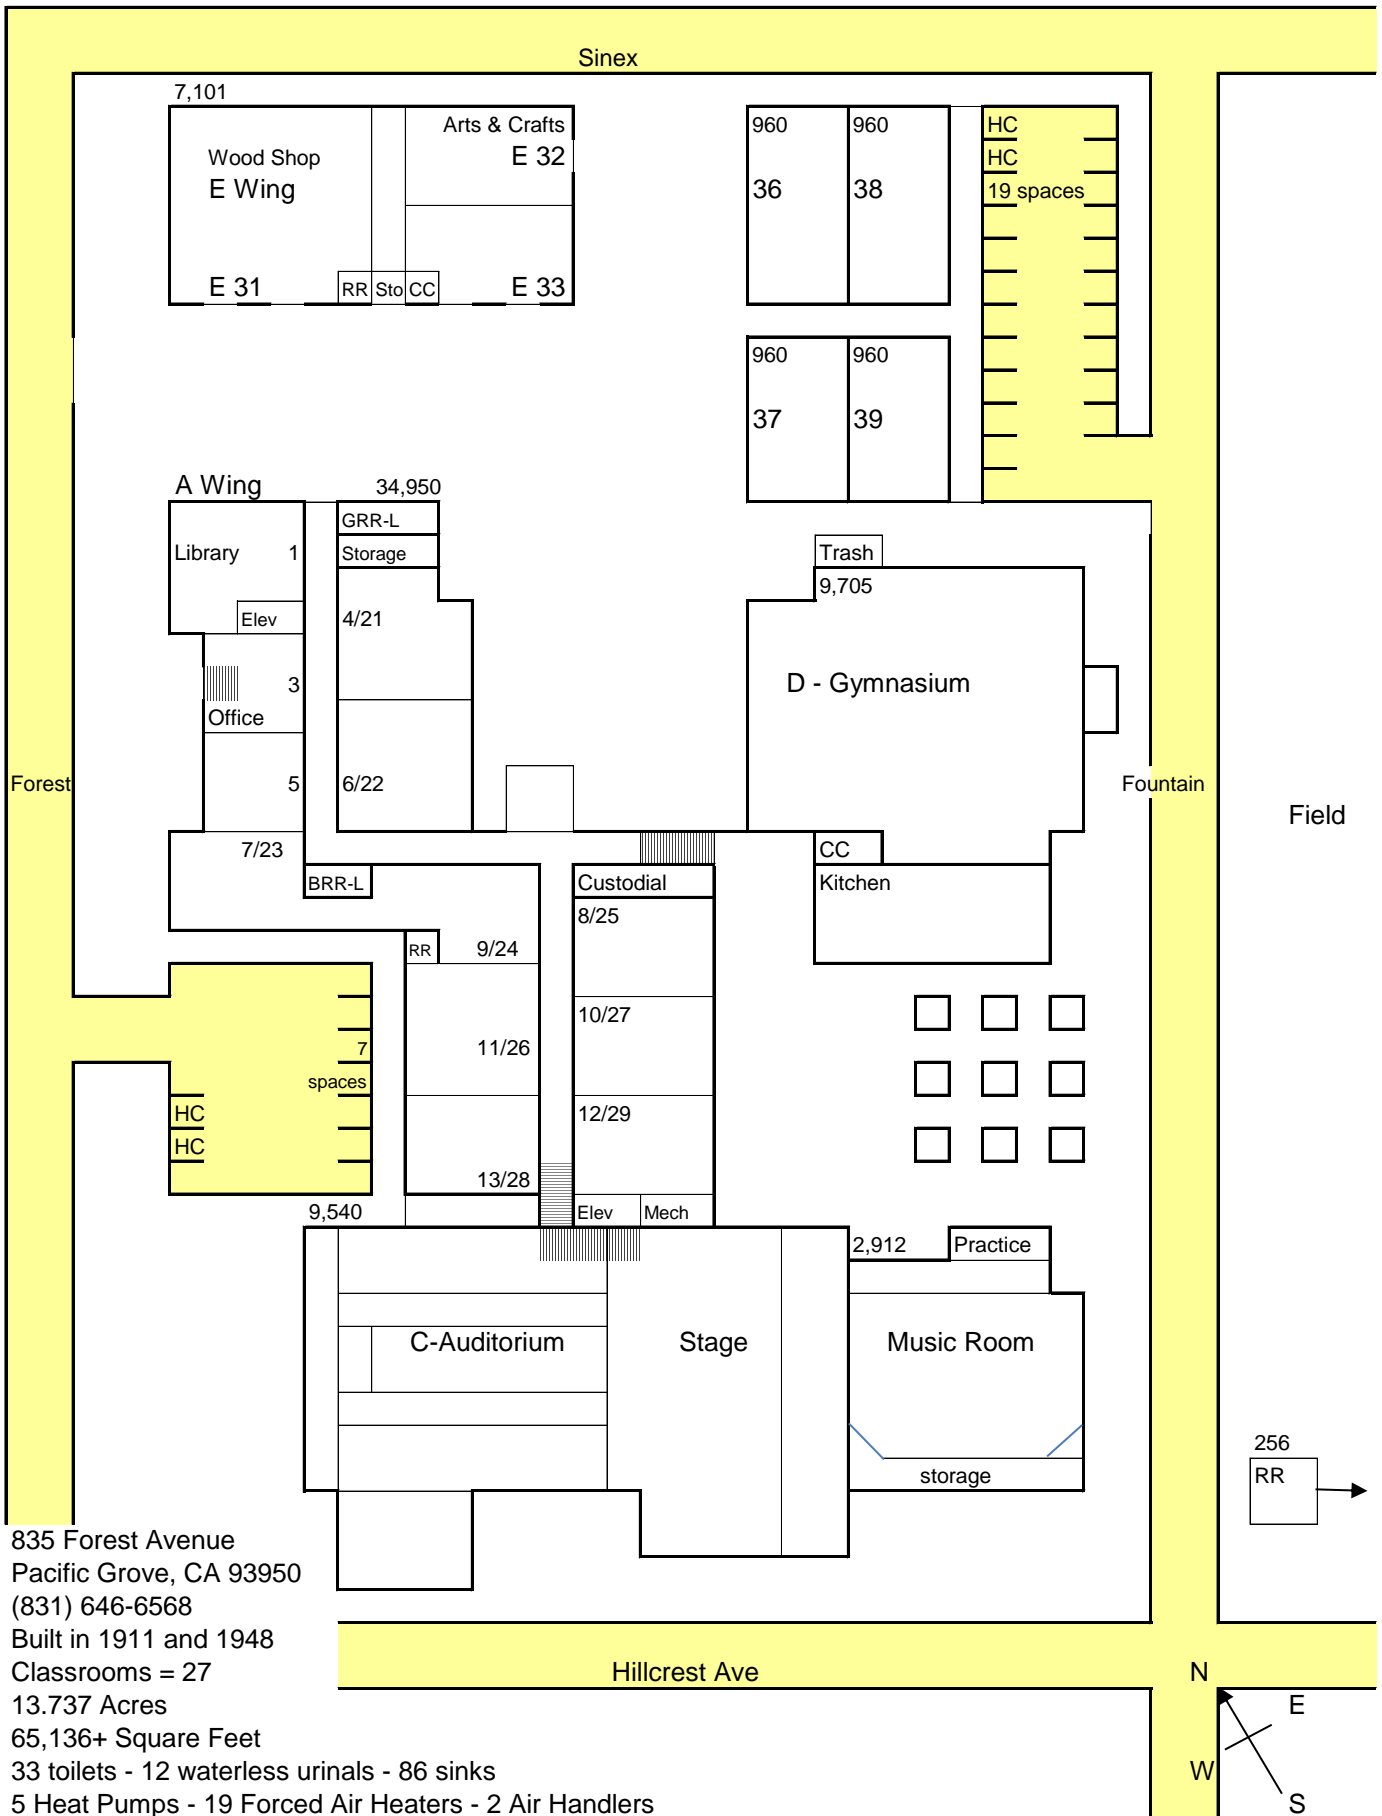 Sinex
7,101
Arts & Crafts
E 32
Wood Shop
E Wing
E 31
RR
Sto
CC
E 33
960
960
36
38
HC
HC
19 spaces
960
960
37
39
A Wing
34,950
GRR-L
Library
1
Storage
Elev
4/21
3
Office
5
6/22
7/23
BRR-L
Trash
9,705
D - Gymnasium
Forest
Fountain
Field
CC
Kitchen
Custodial
8/25
RR
9/24
10/27
11/26
12/29
13/28
7
spaces
HC
HC
Elev
Mech
9,540
C-Auditorium
Stage
2,912
Practice
Music Room
storage
256
RR
835 Forest Avenue
Pacific Grove, CA 93950
(831) 646-6568
Built in 1911 and 1948
Classrooms = 27
13.737 Acres
65,136+ Square Feet
33 toilets - 12 waterless urinals - 86 sinks
5 Heat Pumps - 19 Forced Air Heaters - 2 Air Handlers
Hillcrest Ave
N
E
W
S